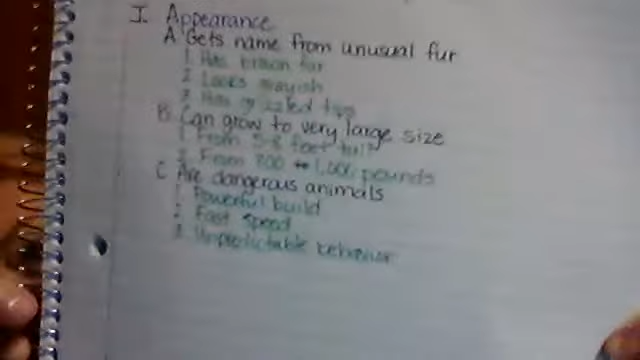 I. Appearance
A. Gets name from unusual fur
1. Has brown fur
2. Looks grayish
3. Has grizzled tips
B. Can grow to very large size
1. From 5-8 feet tall
2. From 800 to 1,000 pounds
C. Are dangerous animals
1. Powerful build
2. Fast speed
3. Unpredictable behavior